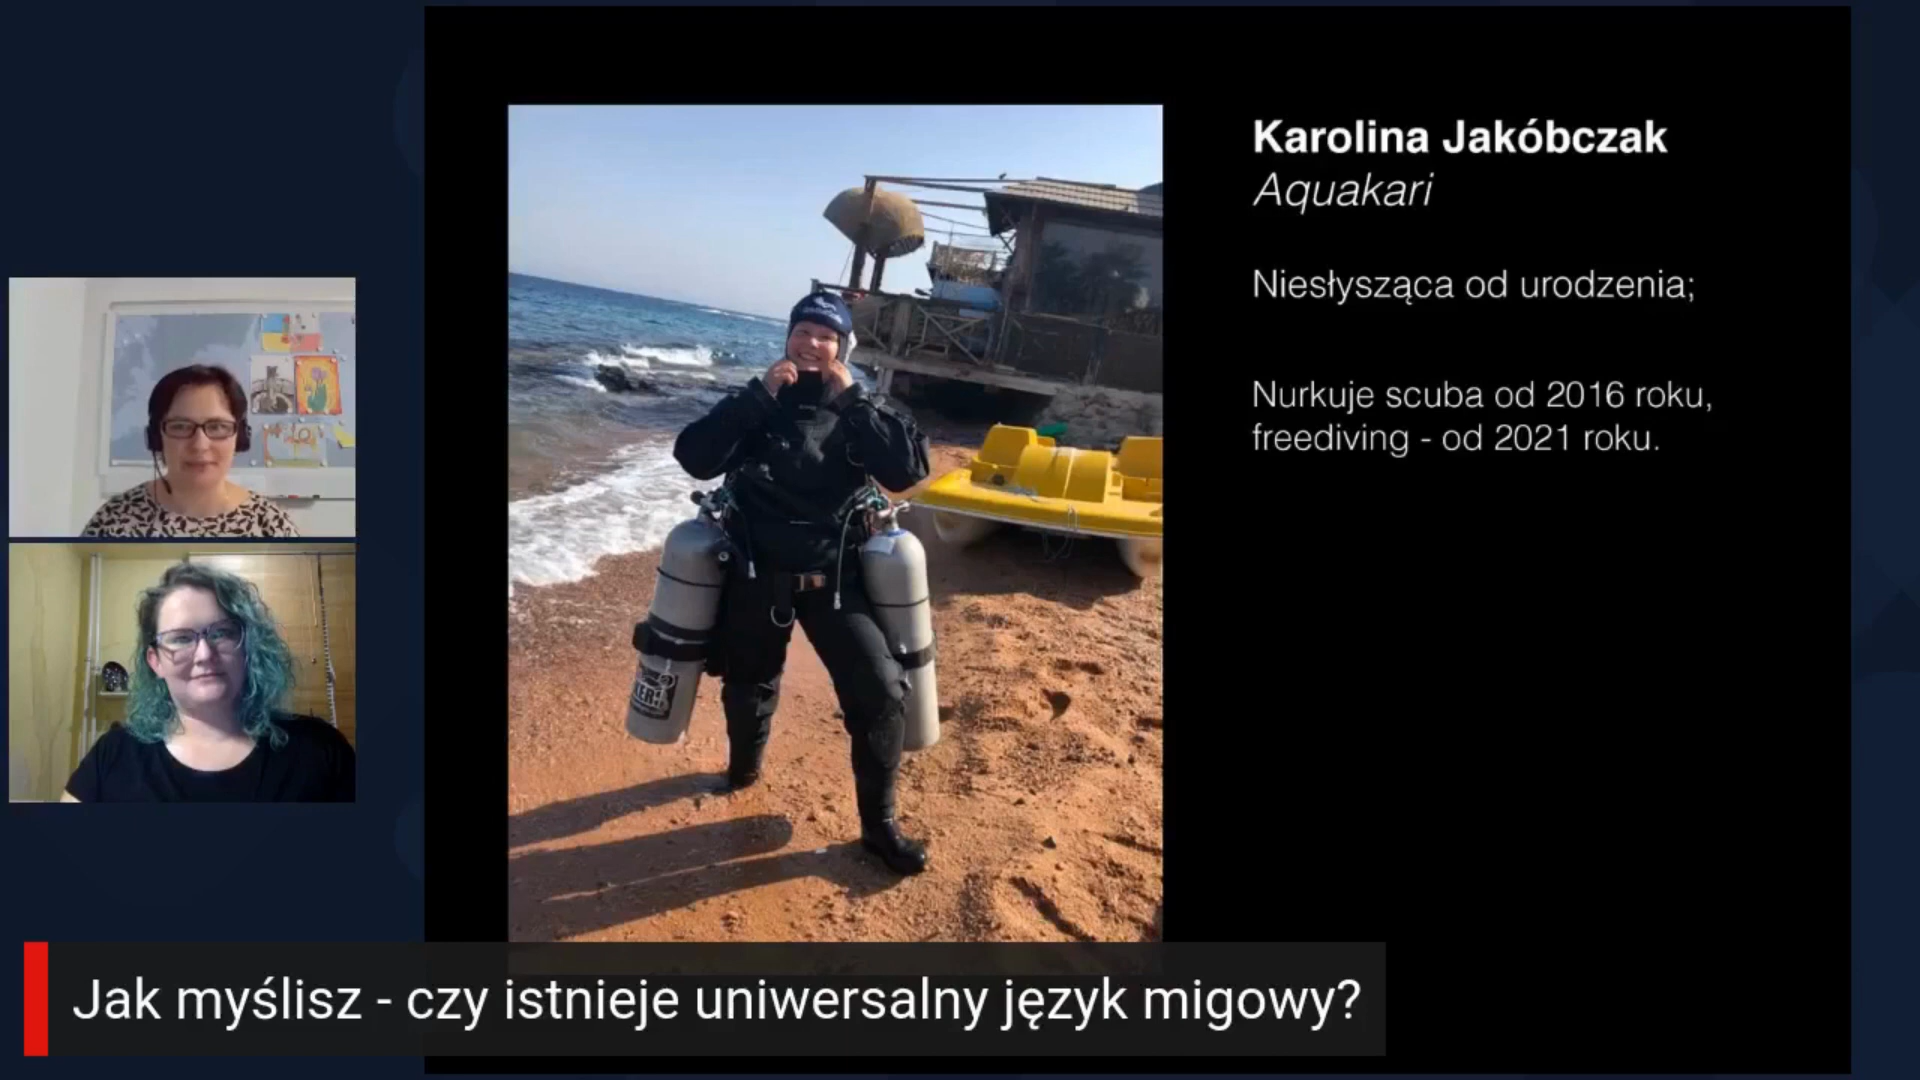 Karolina Jakóbczak
Aquakari
Niesłysząca od urodzenia;
Nurkuje scuba od 2016 roku,
freediving - od 2021 roku.
Jak myślisz - czy istnieje uniwersalny język migowy?